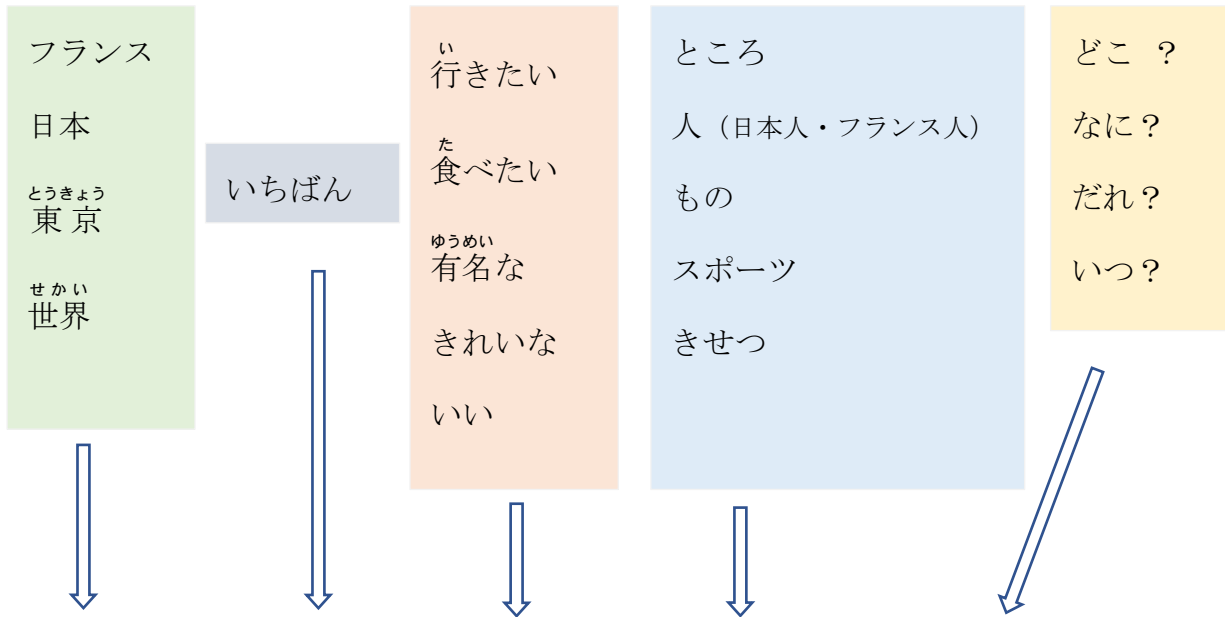 フランス
日本
とうきょう
東京
せかい
世界
いちばん
い
行きたい
た
食べたい
ゆうめい
有名な
きれいな
いい
ところ
人（日本人・フランス人）
もの
スポーツ
きせつ
どこ ？
なに？
だれ？
いつ？